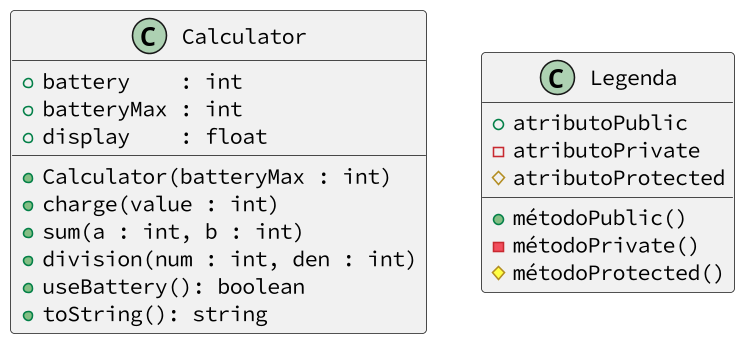 C Calculator
battery : int
batteryMax : int
display : float
Calculator(batteryMax : int)
charge(value : int)
sum(a : int, b : int)
division(num : int, den : int)
useBattery(): boolean
toString(): string
C Legenda
atributoPublic
atributoPrivate
atributoProtected
métodoPublic()
métodoPrivate()
métodoProtected()